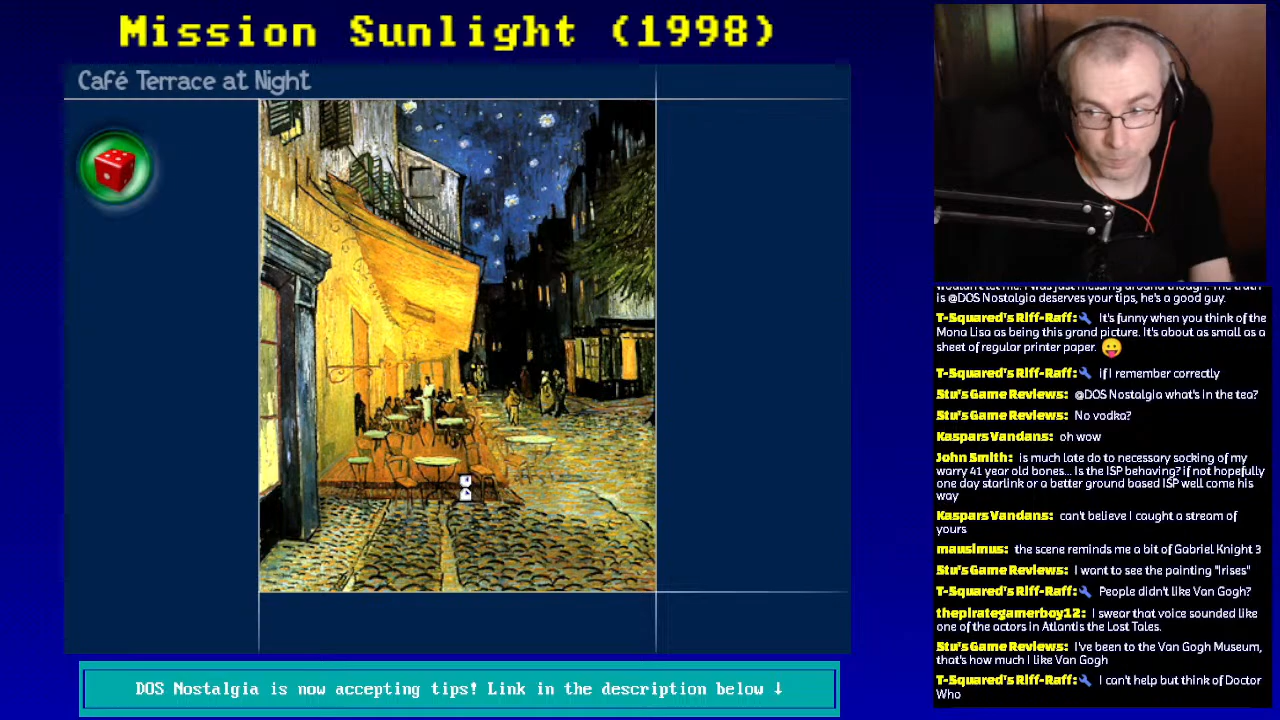 Mission Sunlight (1998)
Café Terrace at Night
is @DOS Nostalgia deserves your tips, he's a good guy.
T-Squared's Riff-Raff: It's funny when you think of the
Mona Lisa as being this grand picture. It's about as small as a
sheet of regular printer paper. 😛
T-Squared's Riff-Raff: If I remember correctly
Stu's Game Reviews: @DOS Nostalgia what's in the tea?
Stu's Game Reviews: No vodka?
Kaspars Vandans: oh wow
John Smith: is much late do to necessary socking of my
warry 41 year old bones... Is the ISP behaving? if not hopefully
one day starlink or a better ground based ISP well come his
way
Kaspars Vandans: can't believe I caught a stream of
yours
mausimus: the scene reminds me a bit of Gabriel Knight 3
Stu's Game Reviews: I want to see the painting "Irises"
T-Squared's Riff-Raff: People didn't like Van Gogh?
thepirategamerboy12: I swear that voice sounded like
one of the actors in Atlantis the Lost Tales.
Stu's Game Reviews: I've been to the Van Gogh Museum,
that's how much I like Van Gogh
T-Squared's Riff-Raff: I can't help but think of Doctor
Who
DOS Nostalgia is now accepting tips! Link in the description below ↓